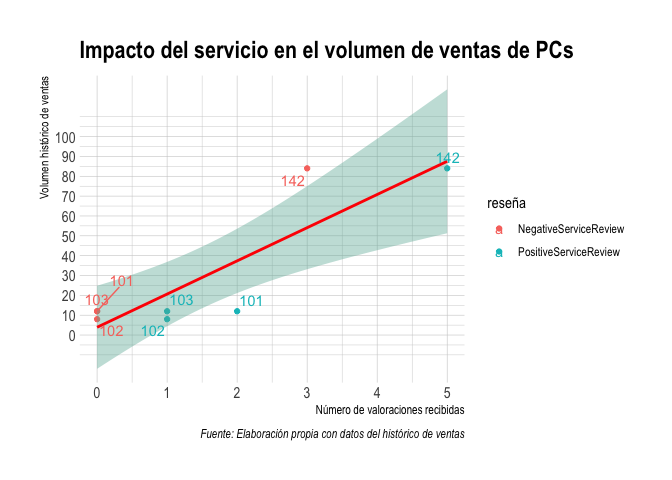 Impacto del servicio en el volumen de ventas de PCs
Volumen histórico de ventas
100
90
80
70
60
50
40
30
20
10
0
142
142
101
103
103
101
102
102
0 1 2 3 4 5
Número de valoraciones recibidas
reseña
a NegativeServiceReview
a PositiveServiceReview
Fuente: Elaboración propia con datos del histórico de ventas